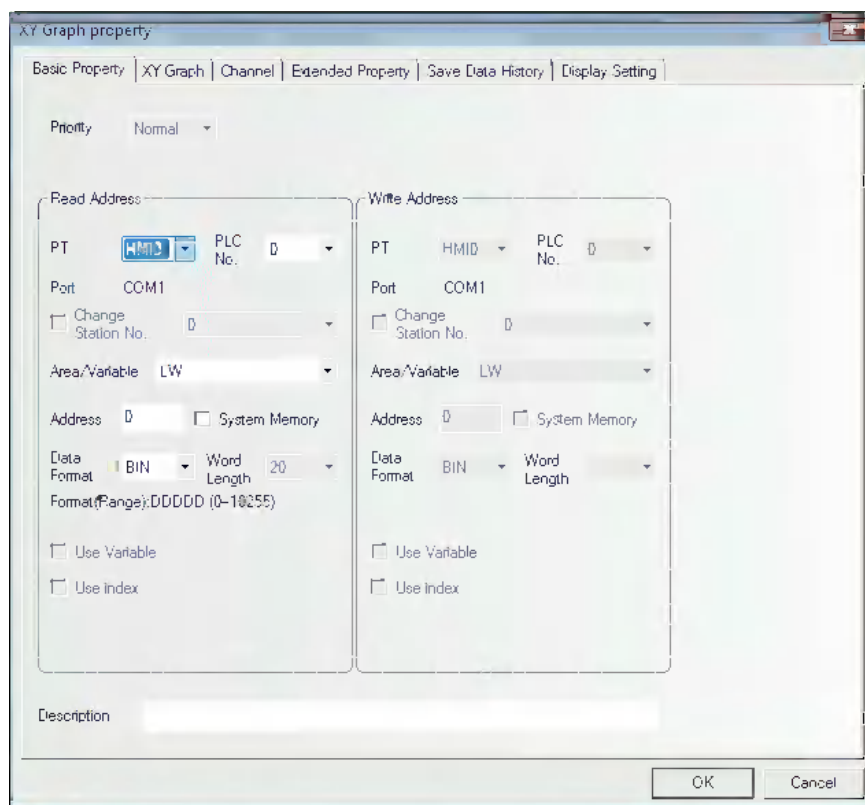 XY Graph property
Basic Property XY Graph Channel Extended Property Save Data History Display Setting
Priority Normal
Read Address
PT HMI0 PLC No. 0
Port COM1
Change Station No. 0
Area/Variable LW
Address 0 System Memory
Data Format BIN Word Length 20
Format(Range):DDDDD (0~10255)
Use Variable
Use index
Write Address
PT HMI0 PLC No. 0
Port COM1
Change Station No. 0
Area/Variable LW
Address 0 System Memory
Data Format BIN Word Length
Use Variable
Use index
Description
OK Cancel